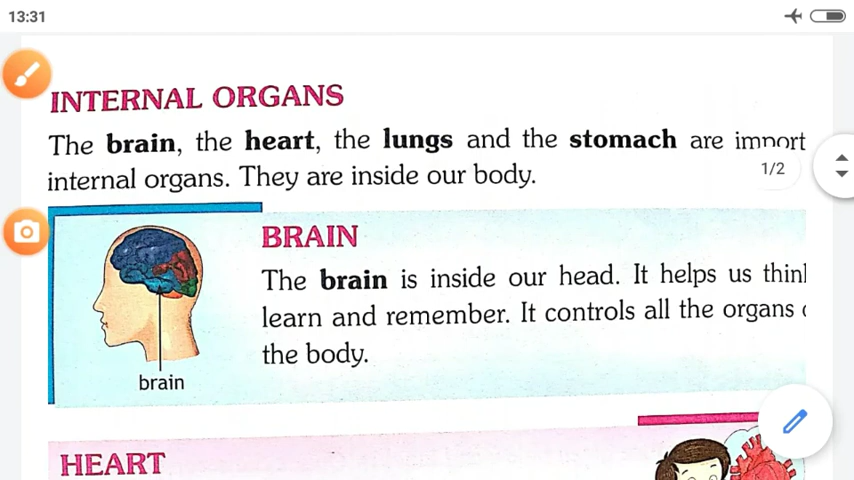 13:31
INTERNAL ORGANS
The brain, the heart, the lungs and the stomach are import
1/2
internal organs. They are inside our body.
BRAIN
The brain is inside our head. It helps us thin
learn and remember. It controls all the organs
the body.
brain
HEART